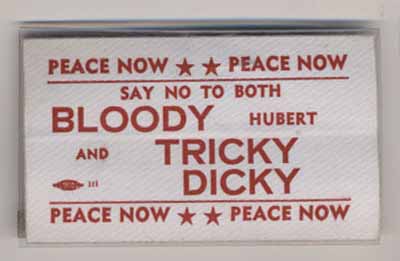 PEACE NOW ★ ★ PEACE NOW
SAY NO TO BOTH
BLOODY HUBERT
AND TRICKY
DICKY
PEACE NOW ★ ★ PEACE NOW